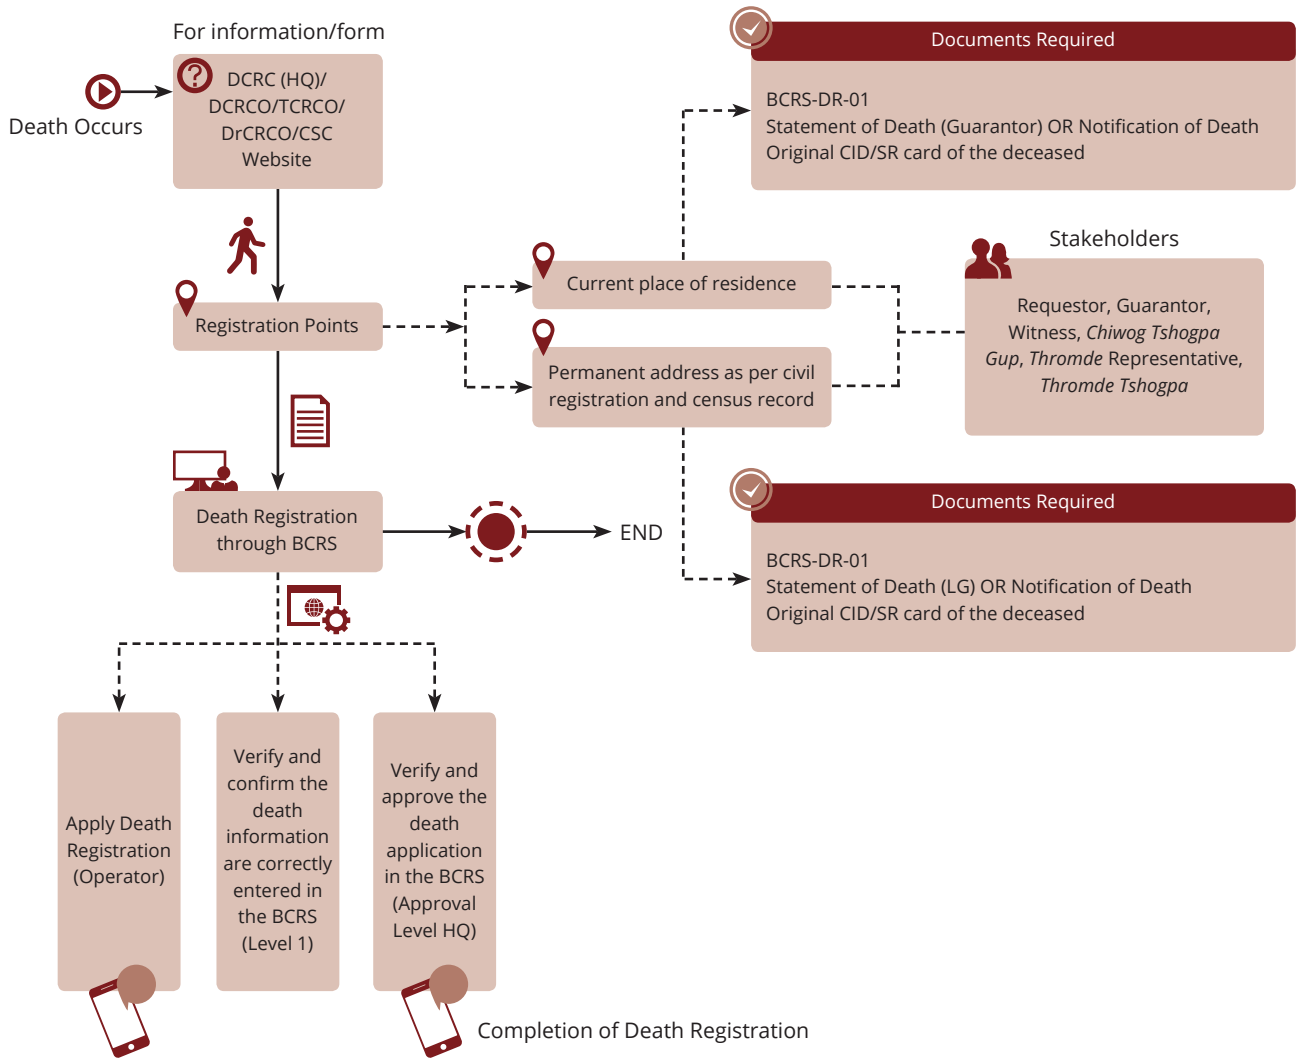 For information/form
Death Occurs
DCRC (HQ)/
DCRCO/TCRCO/
DrCRCO/CSC
Website
Registration Points
Death Registration
through BCRS
END
Current place of residence
Permanent address as per civil
registration and census record
Documents Required
BCRS-DR-01
Statement of Death (Guarantor) OR Notification of Death
Original CID/SR card of the deceased
Stakeholders
Requestor, Guarantor,
Witness, Chiwog Tshogpa
Gup, Thromde Representative,
Thromde Tshogpa
Documents Required
BCRS-DR-01
Statement of Death (LG) OR Notification of Death
Original CID/SR card of the deceased
Apply Death
Registration
(Operator)
Verify and
confirm the
death
information
are correctly
entered in
the BCRS
(Level 1)
Verify and
approve the
death
application
in the BCRS
(Approval
Level HQ)
Completion of Death Registration